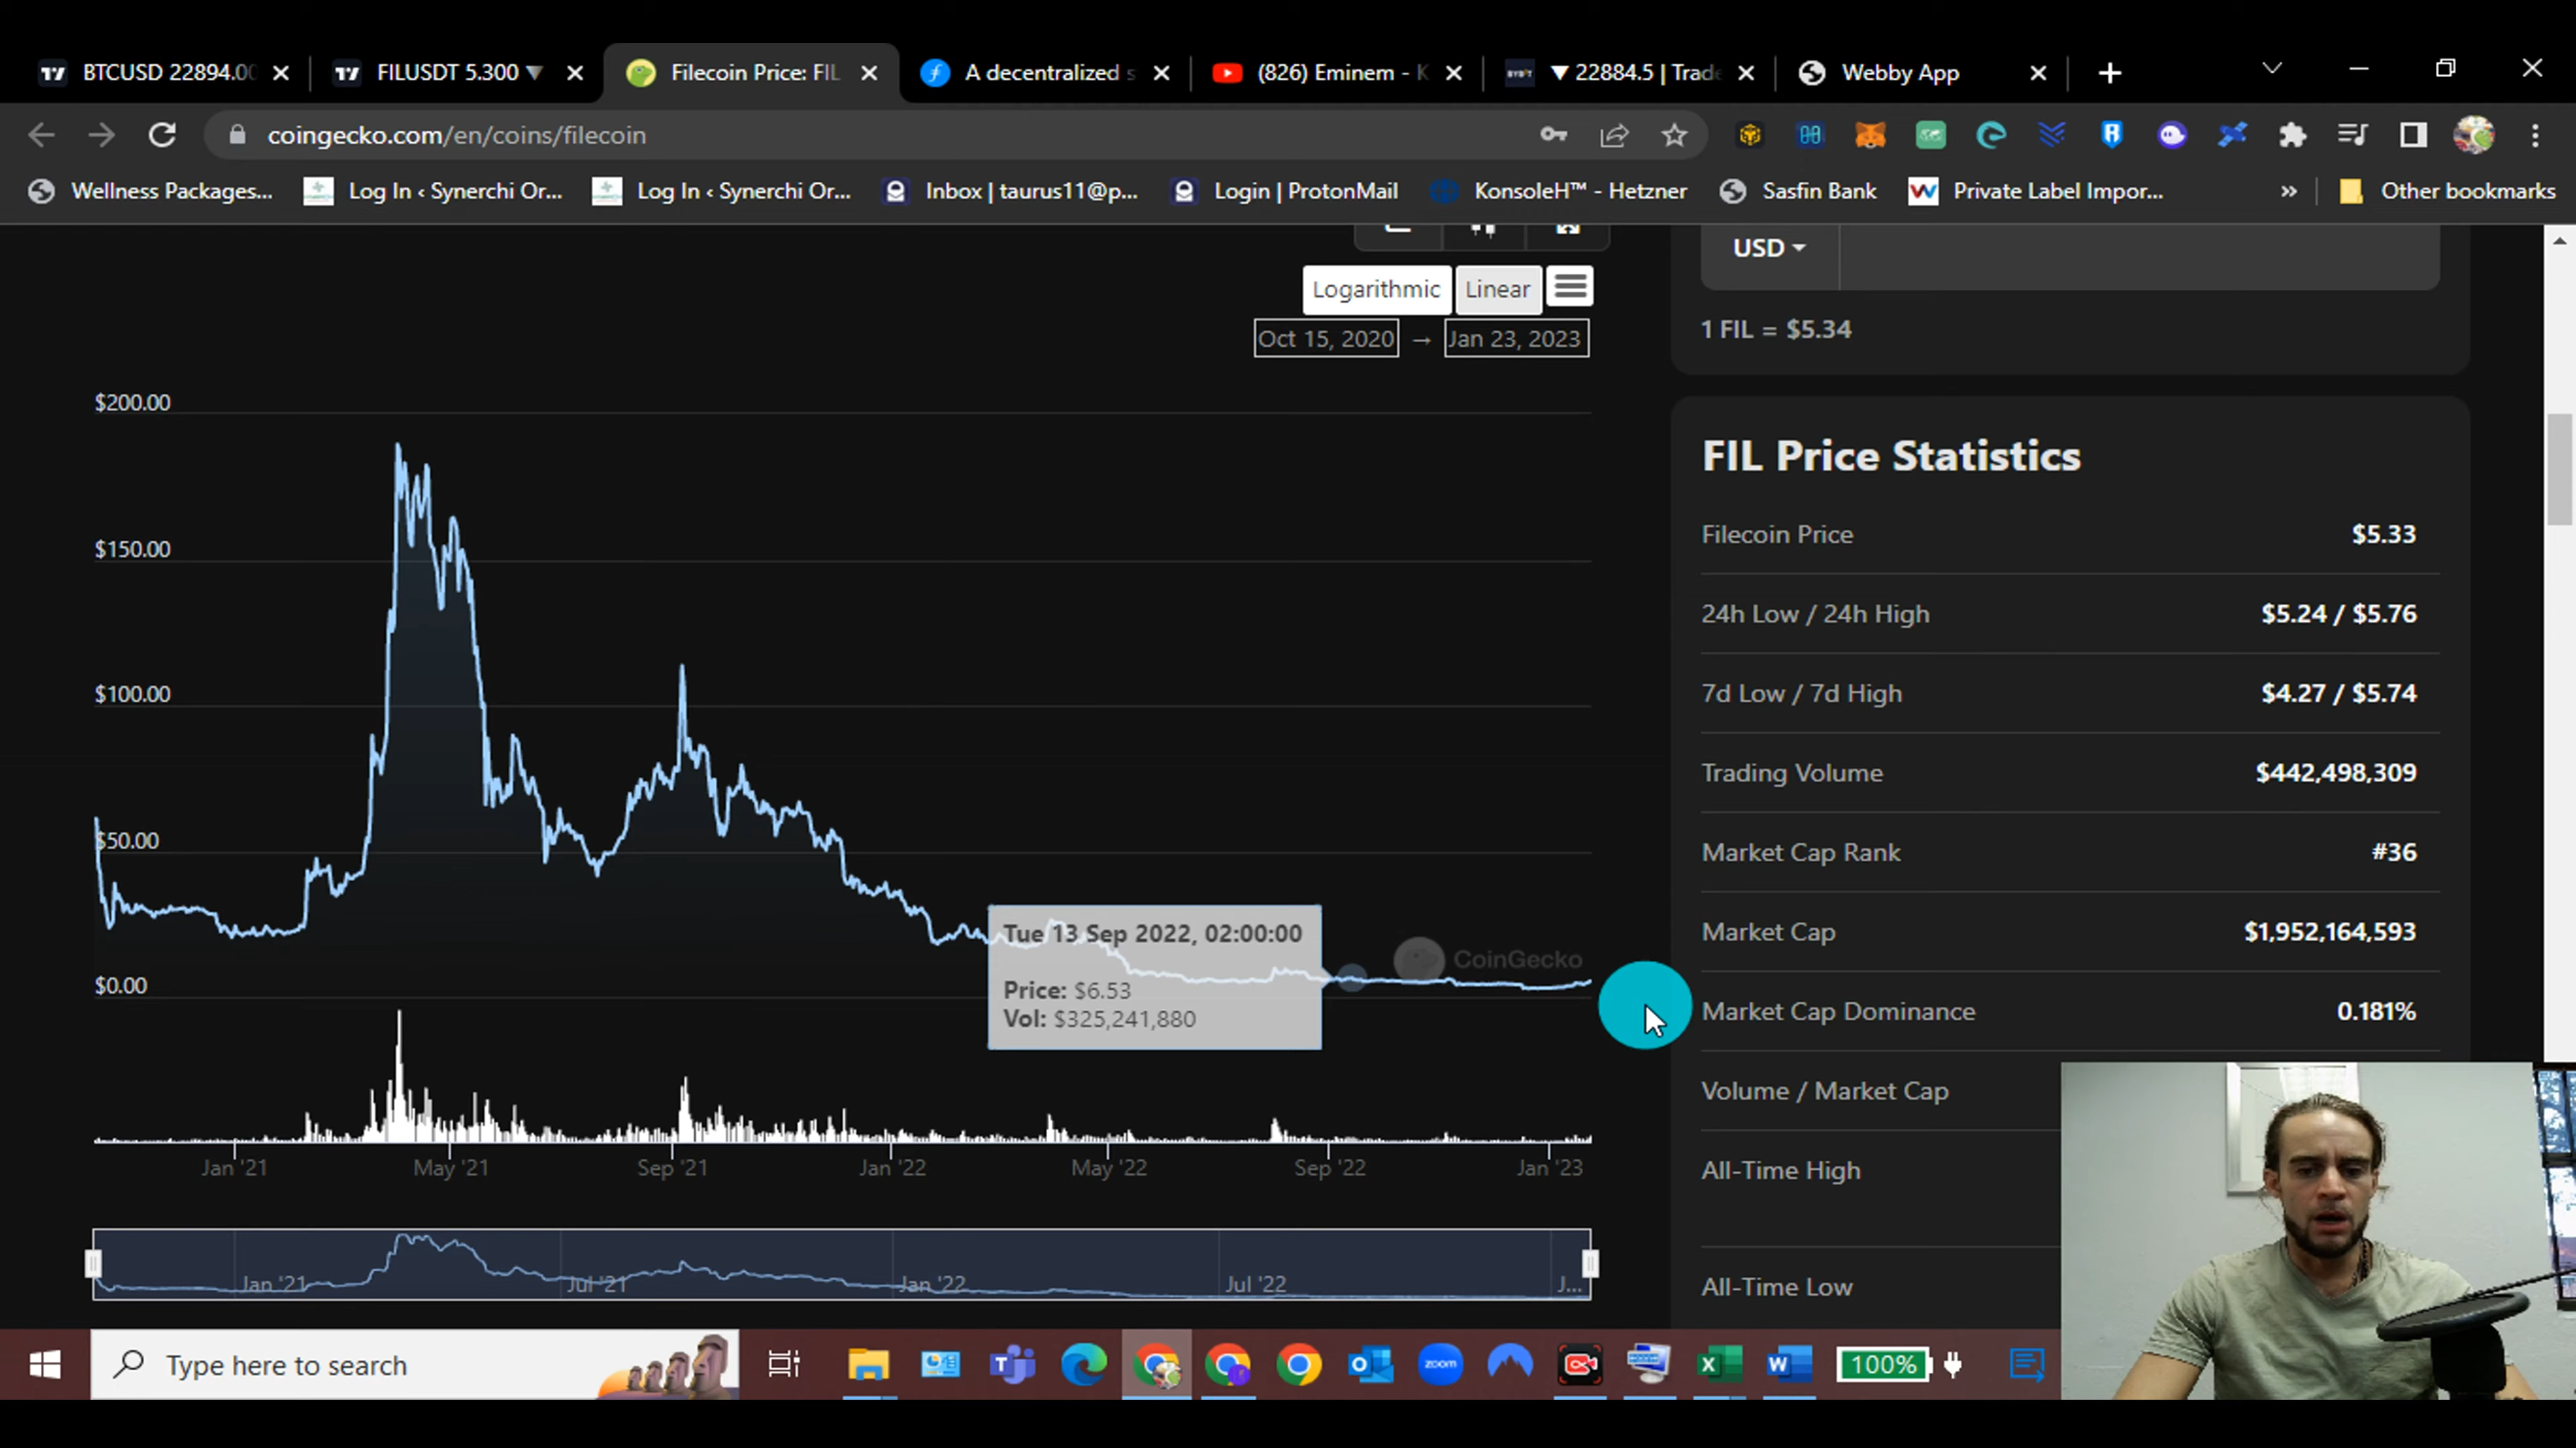 BTCUSD 22894.00
FILUSDT 5.300 ▼
Filecoin Price: FIL
A decentralized s
(826) Eminem - K
▼ 22884.5 | Trade
Webby App
coingecko.com/en/coins/filecoin
Wellness Packages...
Log In ‹ Synerchi Or...
Log In ‹ Synerchi Or...
Inbox | taurus11@p...
Login | ProtonMail
KonsoleH™ - Hetzner
Sasfin Bank
Private Label Impor...
»
Other bookmarks
Logarithmic
Linear
Oct 15, 2020 → Jan 23, 2023
$200.00
$150.00
$100.00
$50.00
$0.00
Tue 13 Sep 2022, 02:00:00
Price: $6.53
Vol: $325,241,880
CoinGecko
Jan '21
May '21
Sep '21
Jan '22
May '22
Sep '22
Jan '23
Jan '21
Jul '21
Jan '22
Jul '22
J...
USD
1 FIL = $5.34
FIL Price Statistics
Filecoin Price $5.33
24h Low / 24h High $5.24 / $5.76
7d Low / 7d High $4.27 / $5.74
Trading Volume $442,498,309
Market Cap Rank #36
Market Cap $1,952,164,593
Market Cap Dominance 0.181%
Volume / Market Cap
All-Time High
All-Time Low
Type here to search
zoom
100%